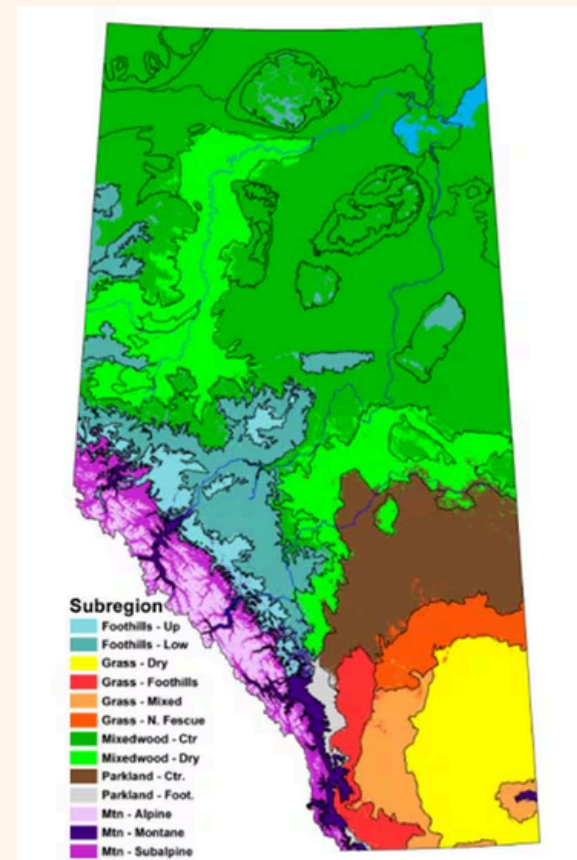 Subregion
Foothills - Up
Foothills - Low
Grass - Dry
Grass - Foothills
Grass - Mixed
Grass - N. Fescue
Mixedwood - Ctr
Mixedwood - Dry
Parkland - Ctr.
Parkland - Foot.
Mtn - Alpine
Mtn - Montane
Mtn - Subalpine